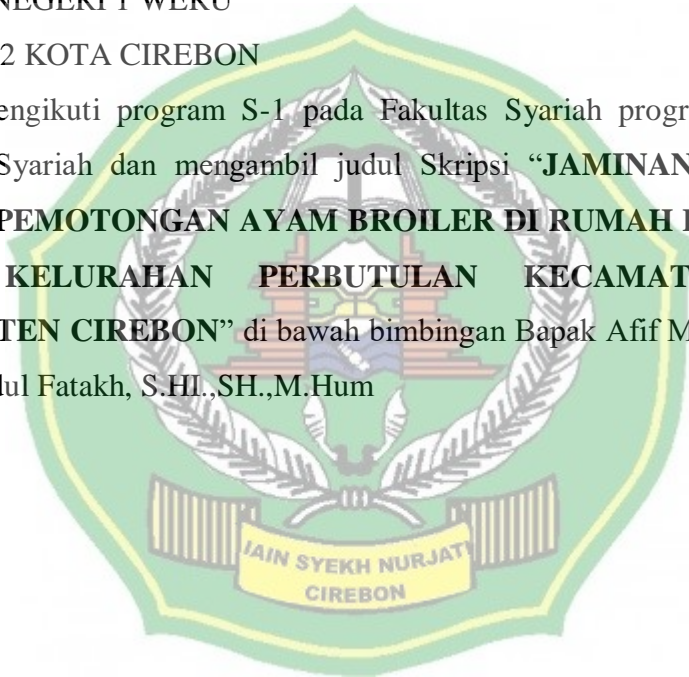 NEGERI 1 WERU
2 KOTA CIREBON
engikuti program S-1 pada Fakultas Syariah progr
Syariah dan mengambil judul Skripsi “JAMINAN
PEMOTONGAN AYAM BROILER DI RUMAH
KELURAHAN PERBUTULAN KECAMAT
TEN CIREBON” di bawah bimbingan Bapak Afif M
dul Fatakh, S.HI.,SH.,M.Hum
IAIN SYEKH NURJATI
CIREBON